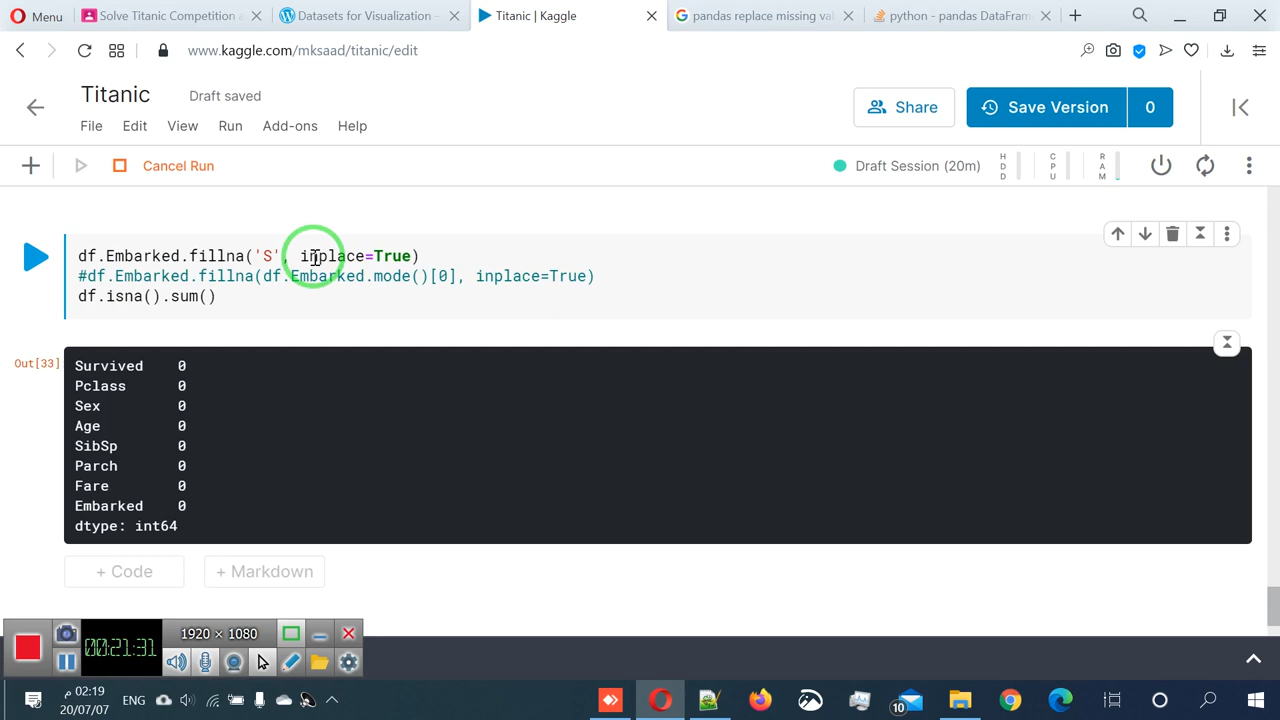 Menu
Solve Titanic Competition
Datasets for Visualization –
Titanic | Kaggle
pandas replace missing val
python - pandas DataFram
www.kaggle.com/mksaad/titanic/edit
Titanic Draft saved
Share
Save Version 0
File Edit View Run Add-ons Help
Cancel Run
Draft Session (20m)
HDD
CPU
RAM
df.Embarked.fillna('S', inplace=True)
#df.Embarked.fillna(df.Embarked.mode()[0], inplace=True)
df.isna().sum()
Out[33]
Survived 0
Pclass 0
Sex 0
Age 0
SibSp 0
Parch 0
Fare 0
Embarked 0
dtype: int64
+ Code + Markdown
1920 × 1080
00:21:31
ENG
02:19 م
20/07/07
10